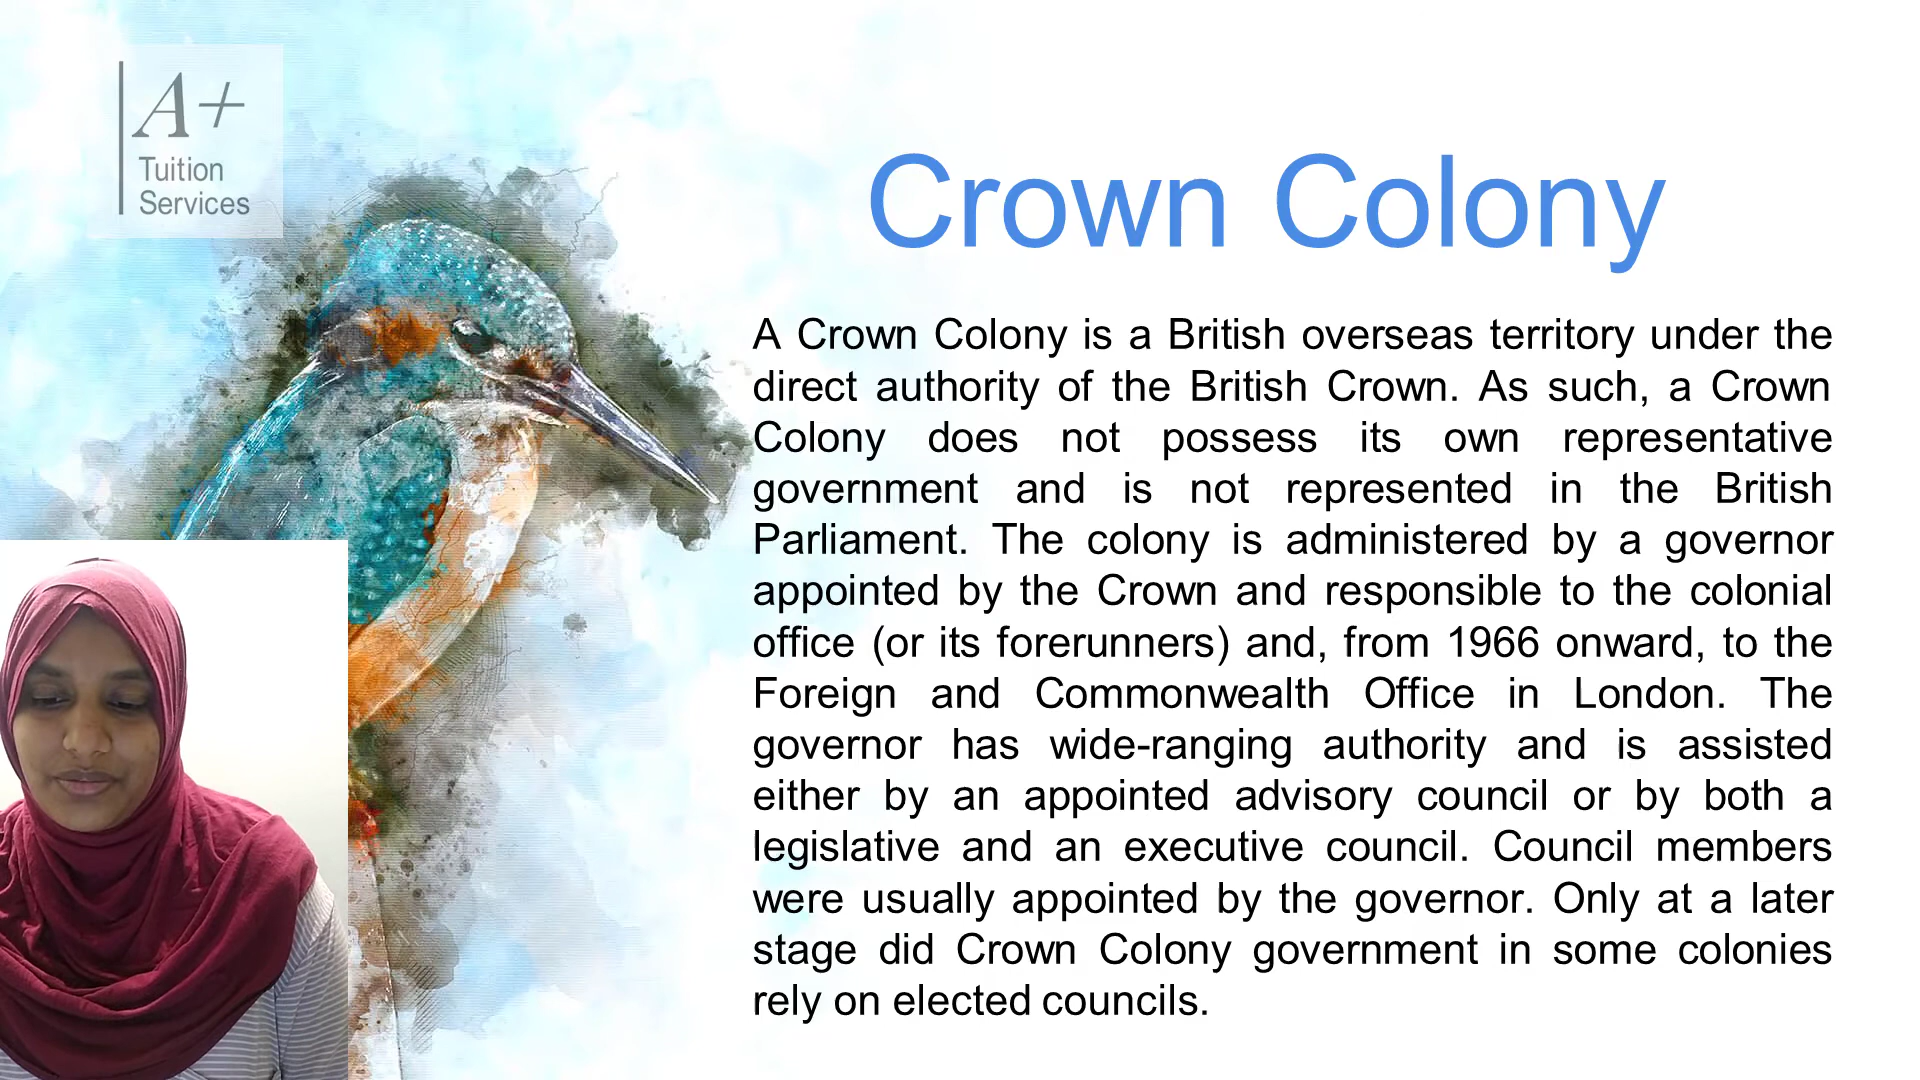 A+
Tuition
Services
Crown Colony
A Crown Colony is a British overseas territory under the
direct authority of the British Crown. As such, a Crown
Colony does not possess its own representative
government and is not represented in the British
Parliament. The colony is administered by a governor
appointed by the Crown and responsible to the colonial
office (or its forerunners) and, from 1966 onward, to the
Foreign and Commonwealth Office in London. The
governor has wide-ranging authority and is assisted
either by an appointed advisory council or by both a
legislative and an executive council. Council members
were usually appointed by the governor. Only at a later
stage did Crown Colony government in some colonies
rely on elected councils.